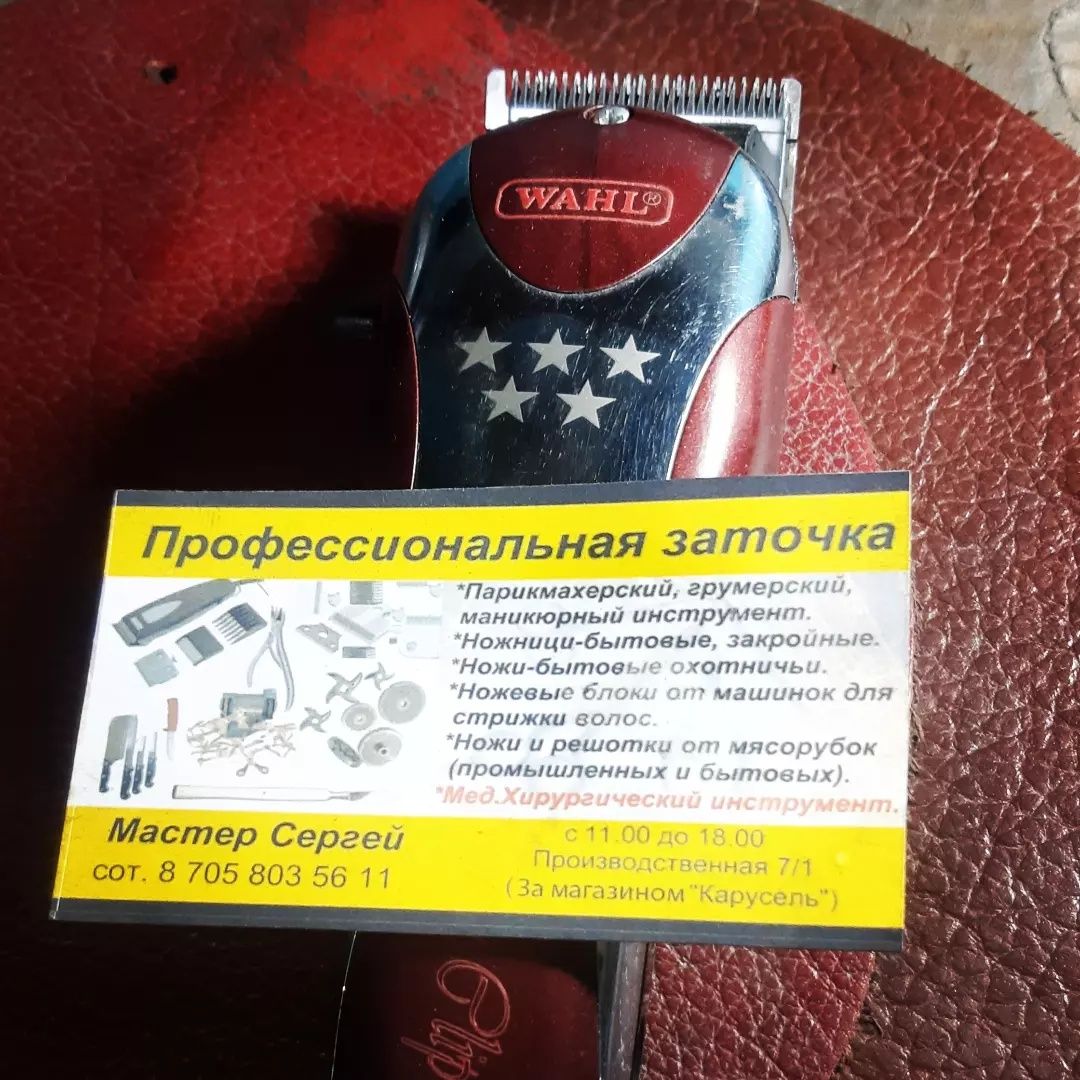 WAHL®
Профессиональная заточка
*Парикмахерский, грумерский,
маникюрный инструмент.
*Ножници-бытовые, закройные.
*Ножи-бытовые охотничьи.
*Ножевые блоки от машинок для
стрижки волос.
*Ножи и решотки от мясорубок
(промышленных и бытовых).
*Мед.Хирургический инструмент.
Мастер Сергей
сот. 8 705 803 56 11
с 11.00 до 18.00
Производственная 7/1
(За магазином "Карусель")